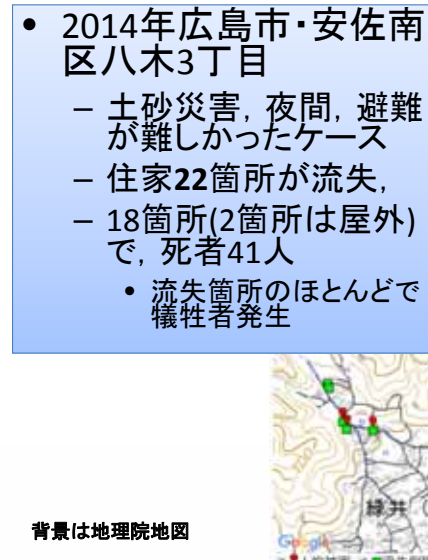 • 2014年広島市・安佐南
区八木3丁目
– 土砂災害，夜間，避難
が難しかったケース
– 住家22箇所が流失，
– 18箇所(2箇所は屋外)
で，死者41人
• 流失箇所のほとんどで
犠牲者発生
緑井
背景は地理院地図
Google